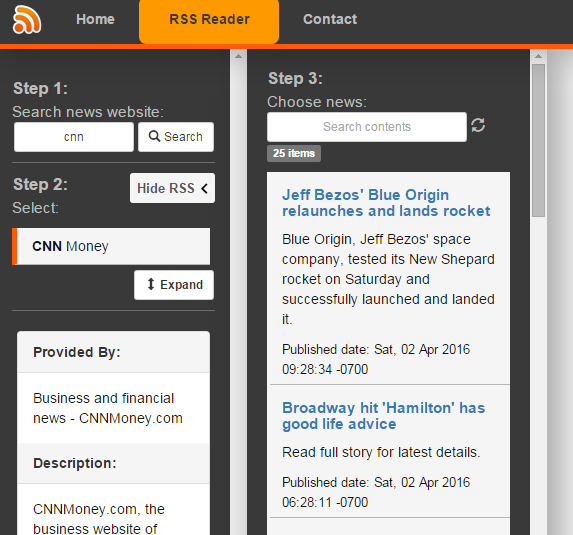 Home
RSS Reader
Contact
Step 1:
Search news website:
cnn
Search
Step 2:
Hide RSS
Select:
CNN Money
Expand
Provided By:
Business and financial
news - CNNMoney.com
Description:
CNNMoney.com, the
business website of
Step 3:
Choose news:
Search contents
25 items
Jeff Bezos' Blue Origin
relaunches and lands rocket
Blue Origin, Jeff Bezos' space
company, tested its New Shepard
rocket on Saturday and
successfully launched and landed
it.
Published date: Sat, 02 Apr 2016
09:28:34 -0700
Broadway hit 'Hamilton' has
good life advice
Read full story for latest details.
Published date: Sat, 02 Apr 2016
06:28:11 -0700